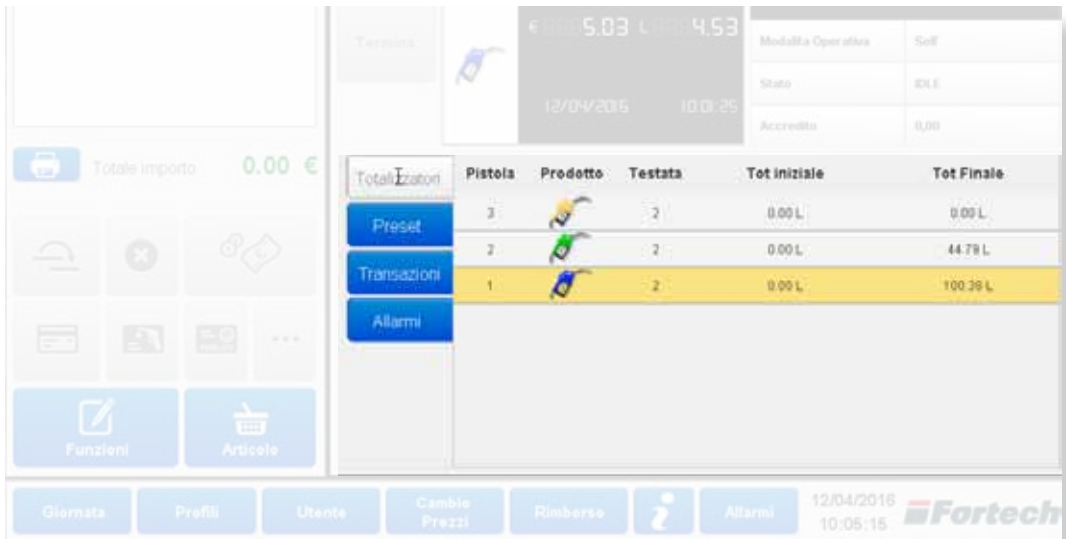 Termina
€ 5.03 L 4.53
12/04/2016 10:01:25
Modalita Operativa Self
Stato IDLE
Accredito 0,00
Totale importo 0.00 €
Totalizzatori
Preset
Transazioni
Allarmi
Pistola Prodotto Testata Tot iniziale Tot Finale
3 2 0.00 L 0.00 L
2 2 0.00 L 44.79 L
1 2 0.00 L 100.36 L
Funzioni
Articolo
Giornata
Profili
Utente
Cambio
Prezzi
Rimborso
i
Allarmi
12/04/2016
10:05:15
Fortech